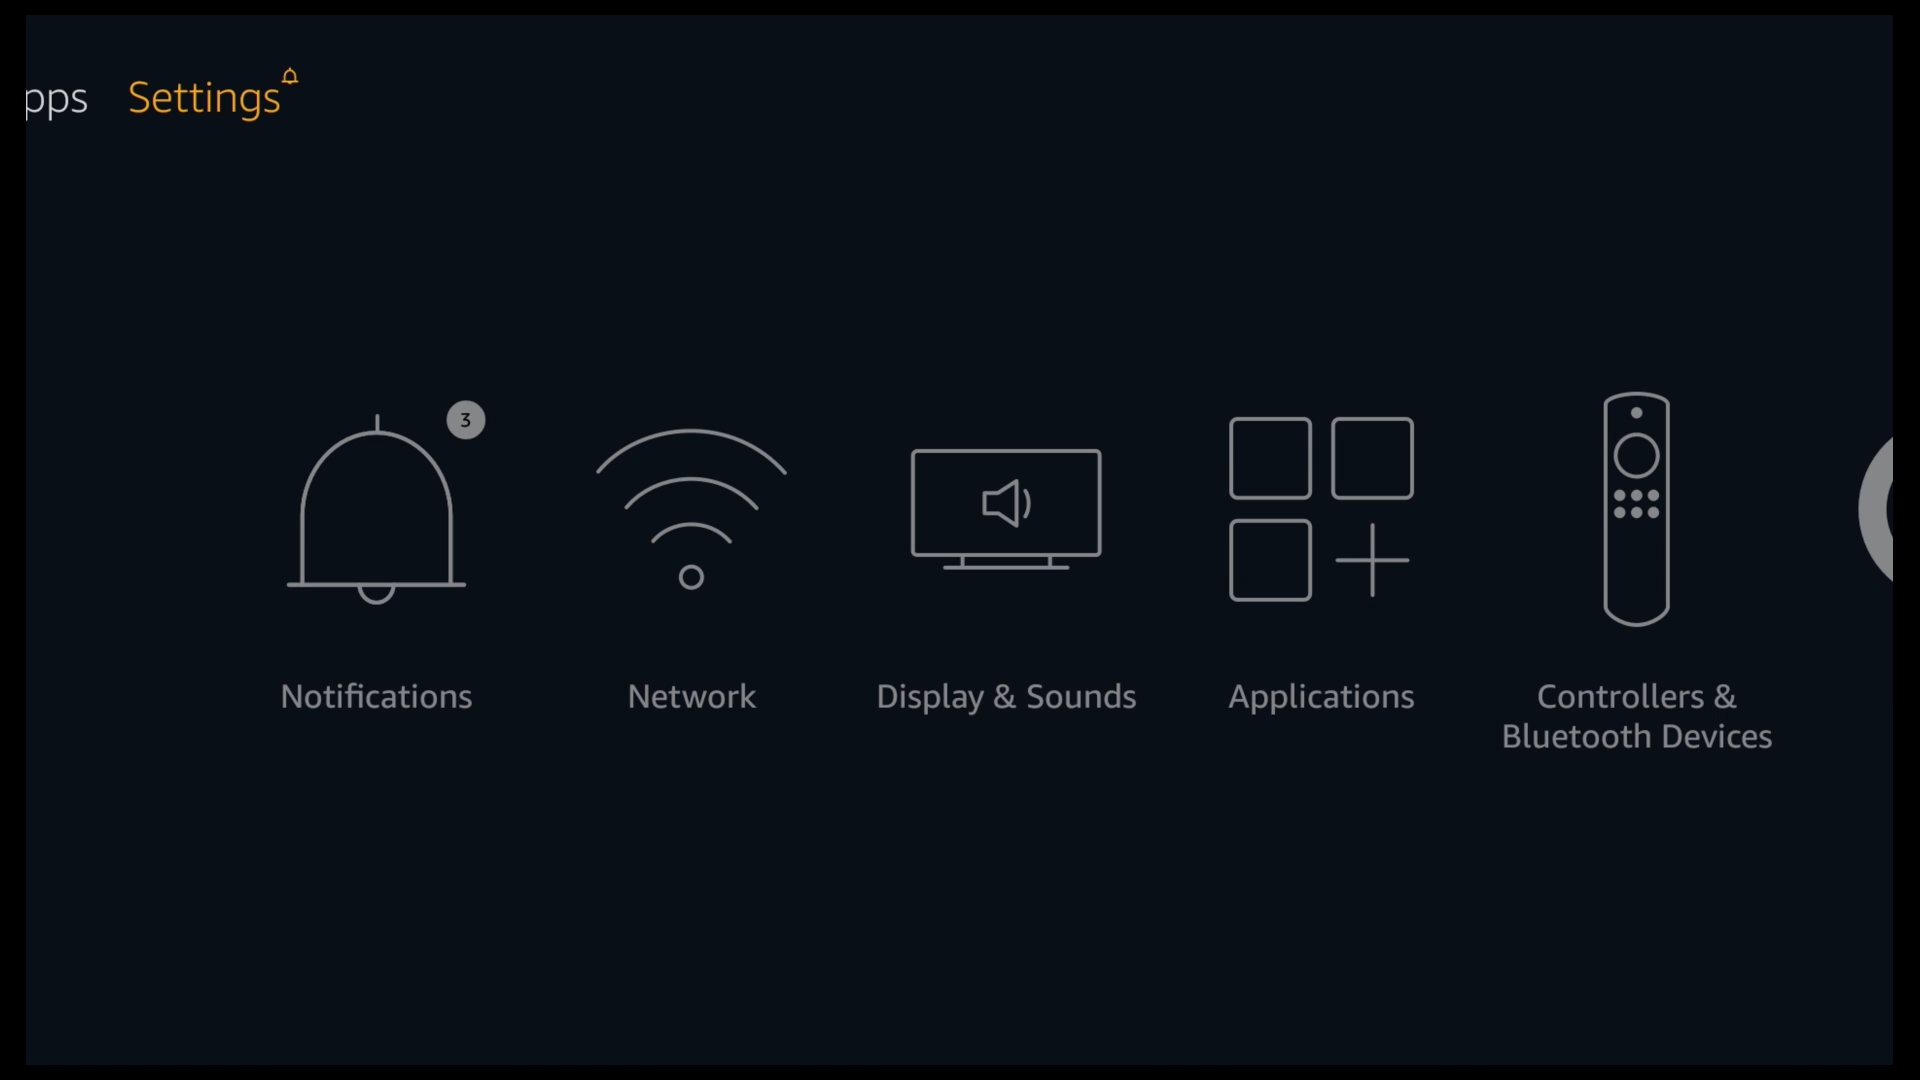 pps Settings
3
Notifications
Network
Display & Sounds
Applications
Controllers &
Bluetooth Devices